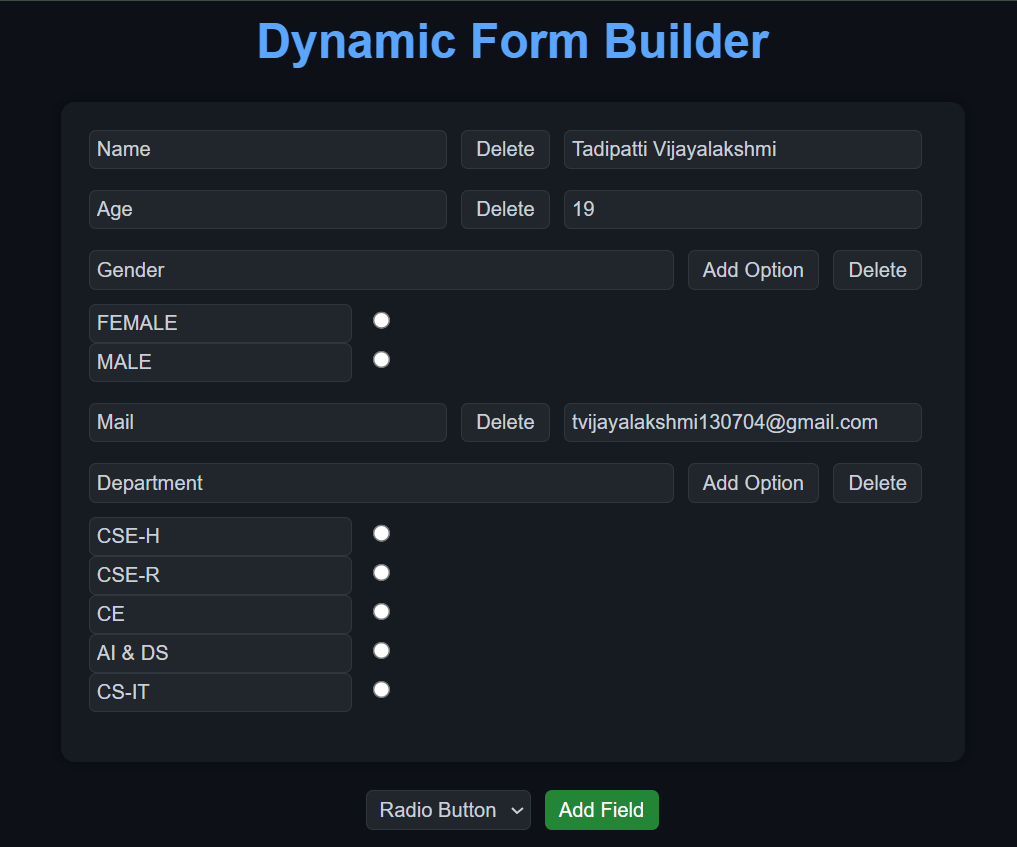 Dynamic Form Builder
Name Delete Tadipatti Vijayalakshmi
Age Delete 19
Gender Add Option Delete
FEMALE
MALE
Mail Delete tvijayalakshmi130704@gmail.com
Department Add Option Delete
CSE-H
CSE-R
CE
AI & DS
CS-IT
Radio Button Add Field